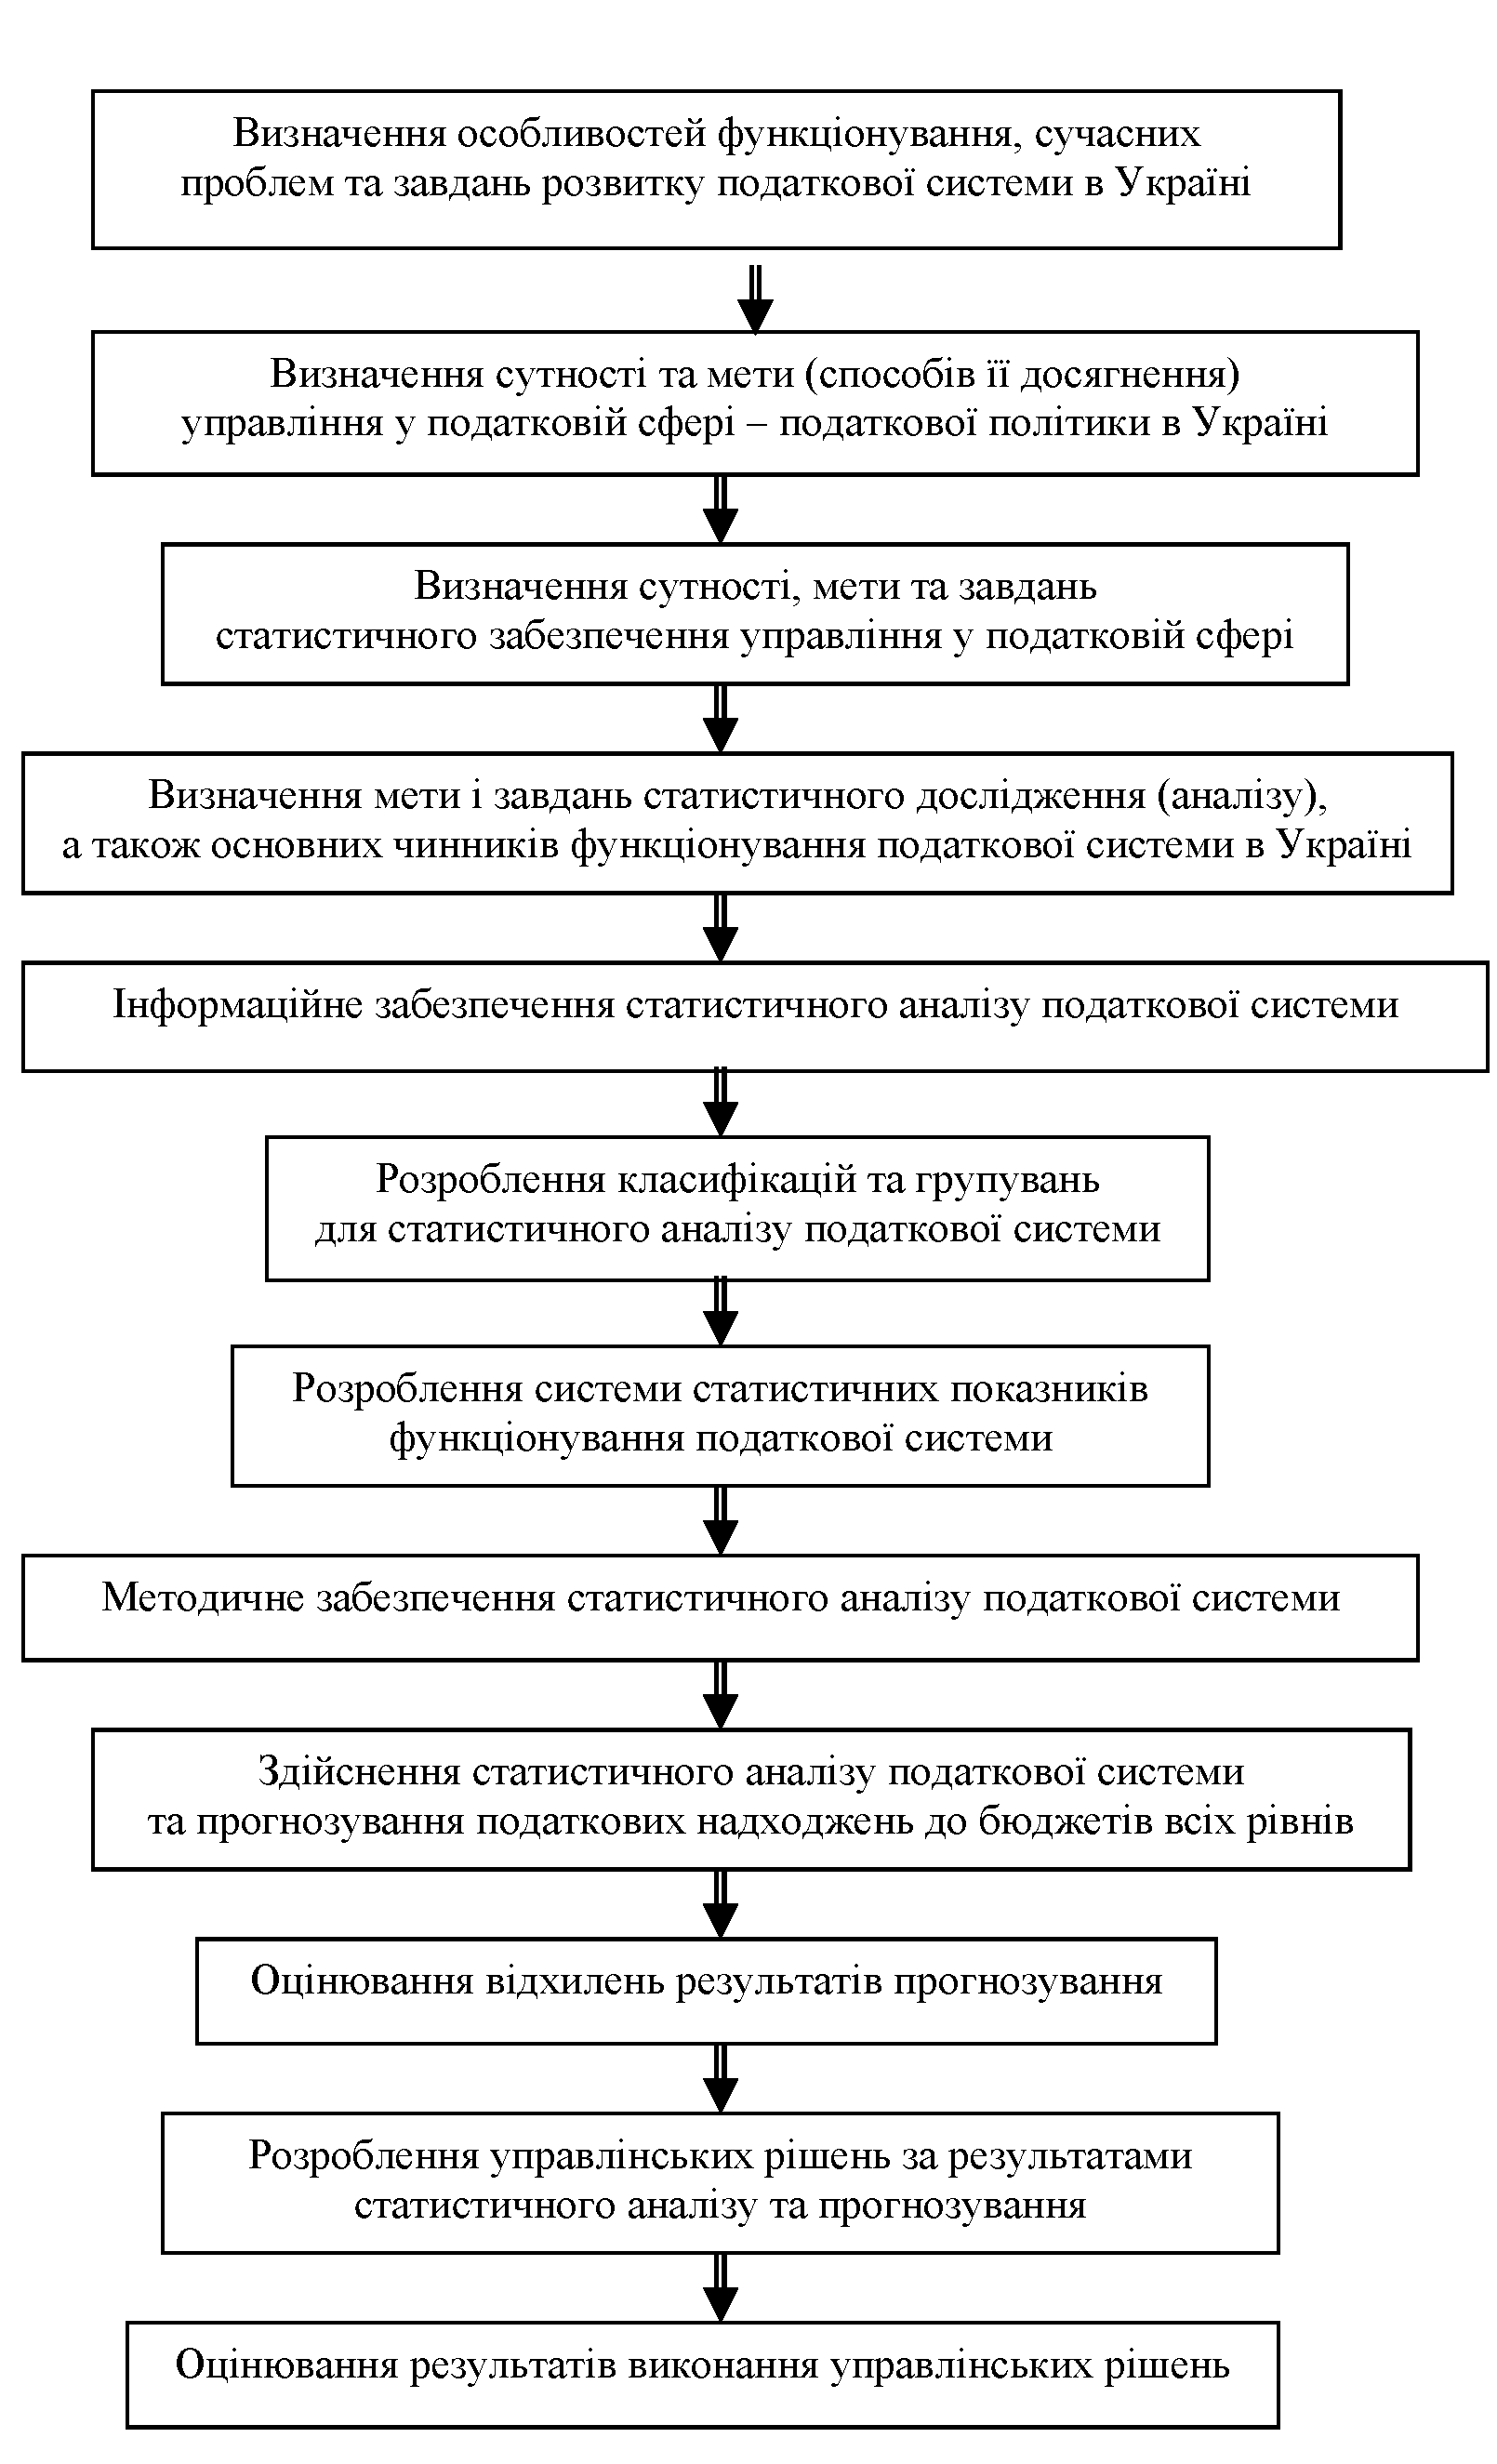 Визначення особливостей функціонування, сучасних
проблем та завдань розвитку податкової системи в Україні
Визначення сутності та мети (способів її досягнення)
управління у податковій сфері – податкової політики в Україні
Визначення сутності, мети та завдань
статистичного забезпечення управління у податковій сфері
Визначення мети і завдань статистичного дослідження (аналізу),
а також основних чинників функціонування податкової системи в Україні
Інформаційне забезпечення статистичного аналізу податкової системи
Розроблення класифікацій та групувань
для статистичного аналізу податкової системи
Розроблення системи статистичних показників
функціонування податкової системи
Методичне забезпечення статистичного аналізу податкової системи
Здійснення статистичного аналізу податкової системи
та прогнозування податкових надходжень до бюджетів всіх рівнів
Оцінювання відхилень результатів прогнозування
Розроблення управлінських рішень за результатами
статистичного аналізу та прогнозування
Оцінювання результатів виконання управлінських рішень